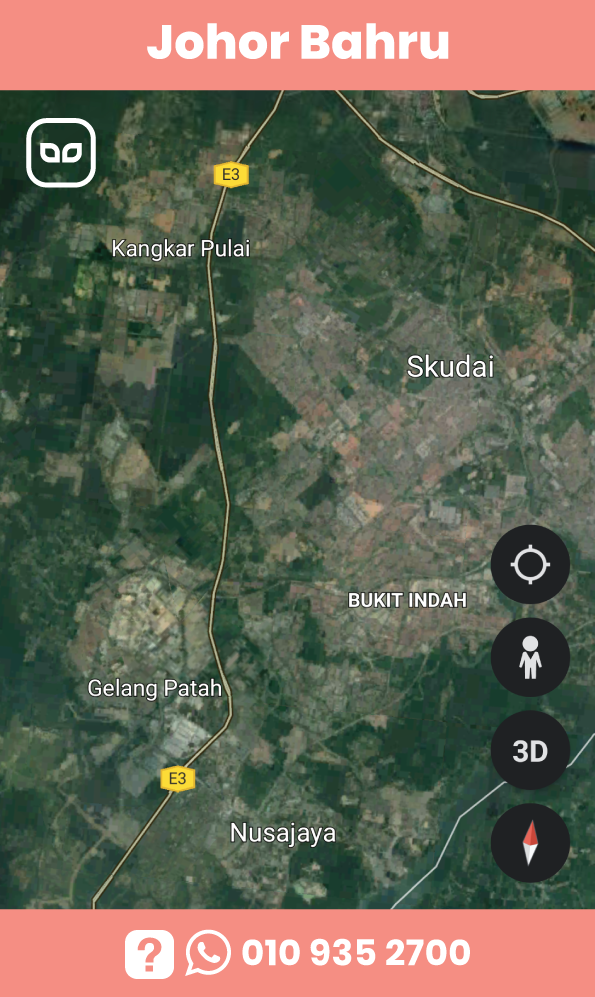 Johor Bahru
E3
Kangkar Pulai
Skudai
BUKIT INDAH
Gelang Patah
3D
E3
Nusajaya
? 010 935 2700